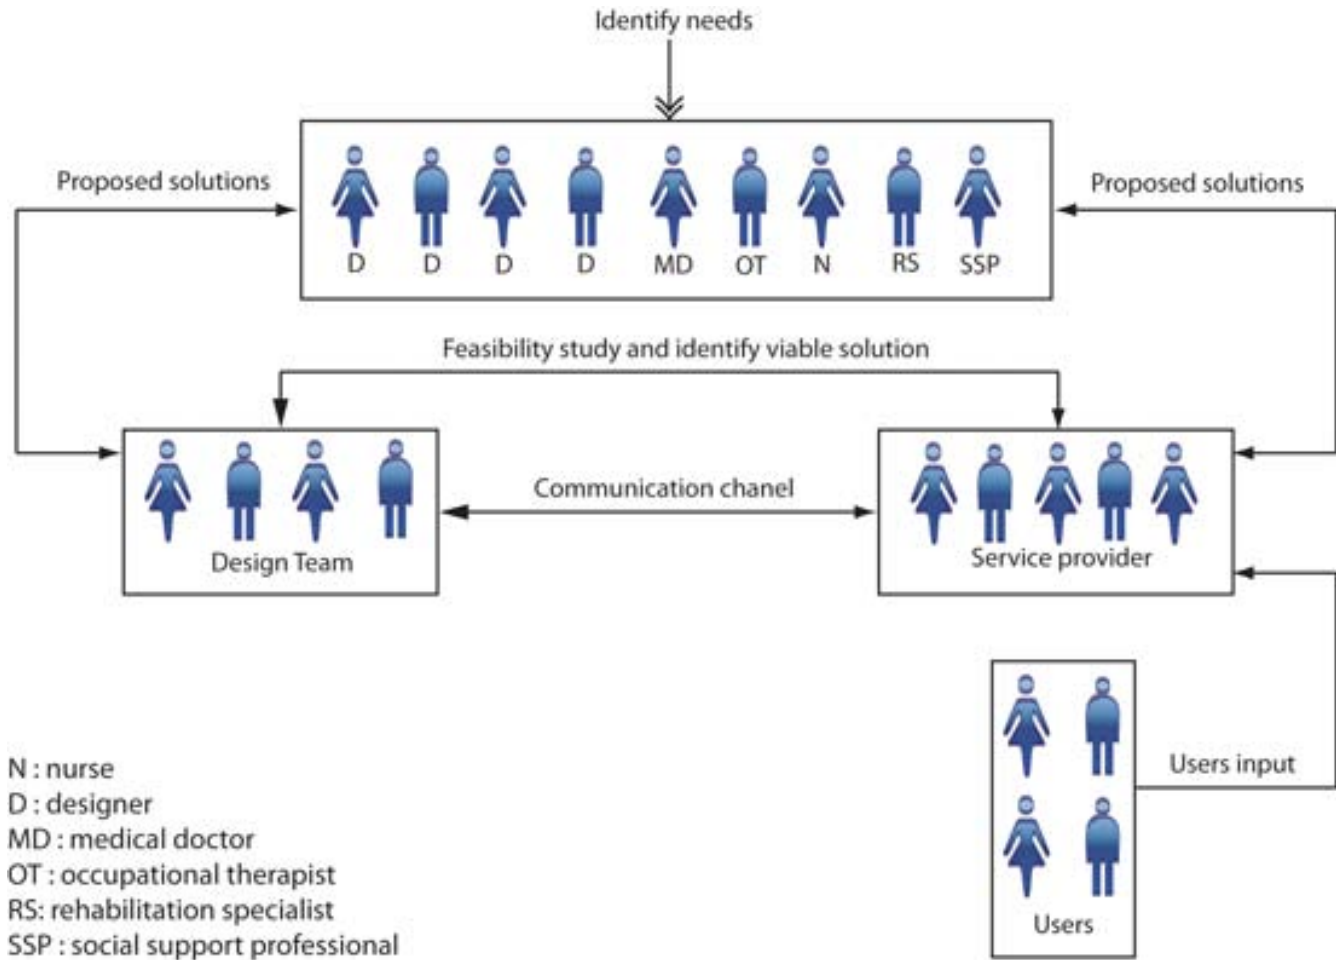 Identify needs
Proposed solutions
Proposed solutions
D D D D MD OT N RS SSP
Feasibility study and identify viable solution
Communication chanel
Design Team
Service provider
Users input
Users
N : nurse
D : designer
MD : medical doctor
OT : occupational therapist
RS: rehabilitation specialist
SSP : social support professional